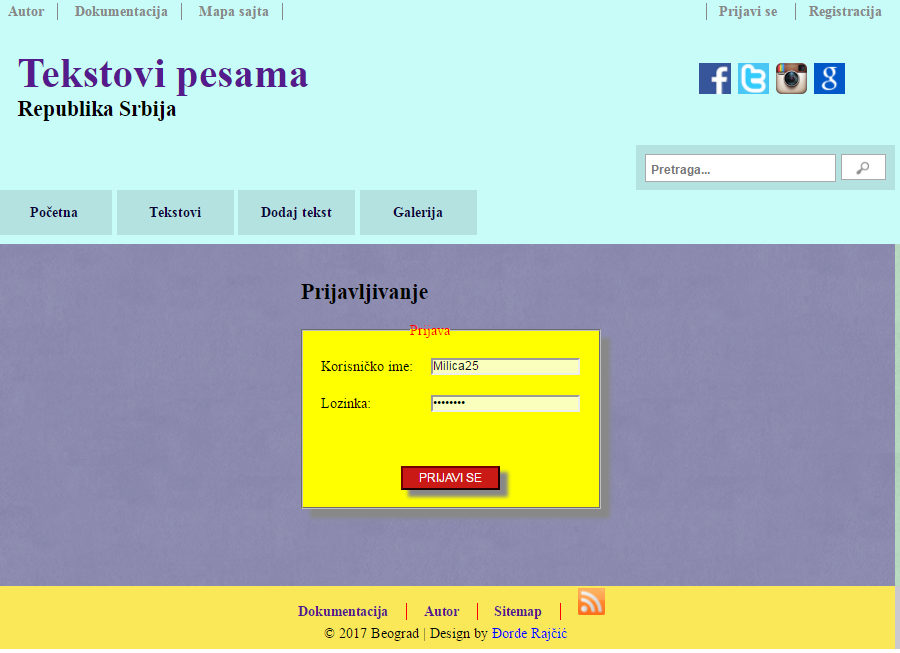 Autor Dokumentacija Mapa sajta Prijavi se Registracija
Tekstovi pesama
Republika Srbija
Pretraga...
Početna Tekstovi Dodaj tekst Galerija
Prijavljivanje
Prijava
Korisničko ime: Milica25
Lozinka: ••••••••
PRIJAVI SE
Dokumentacija Autor Sitemap
© 2017 Beograd | Design by Đorđe Rajčić